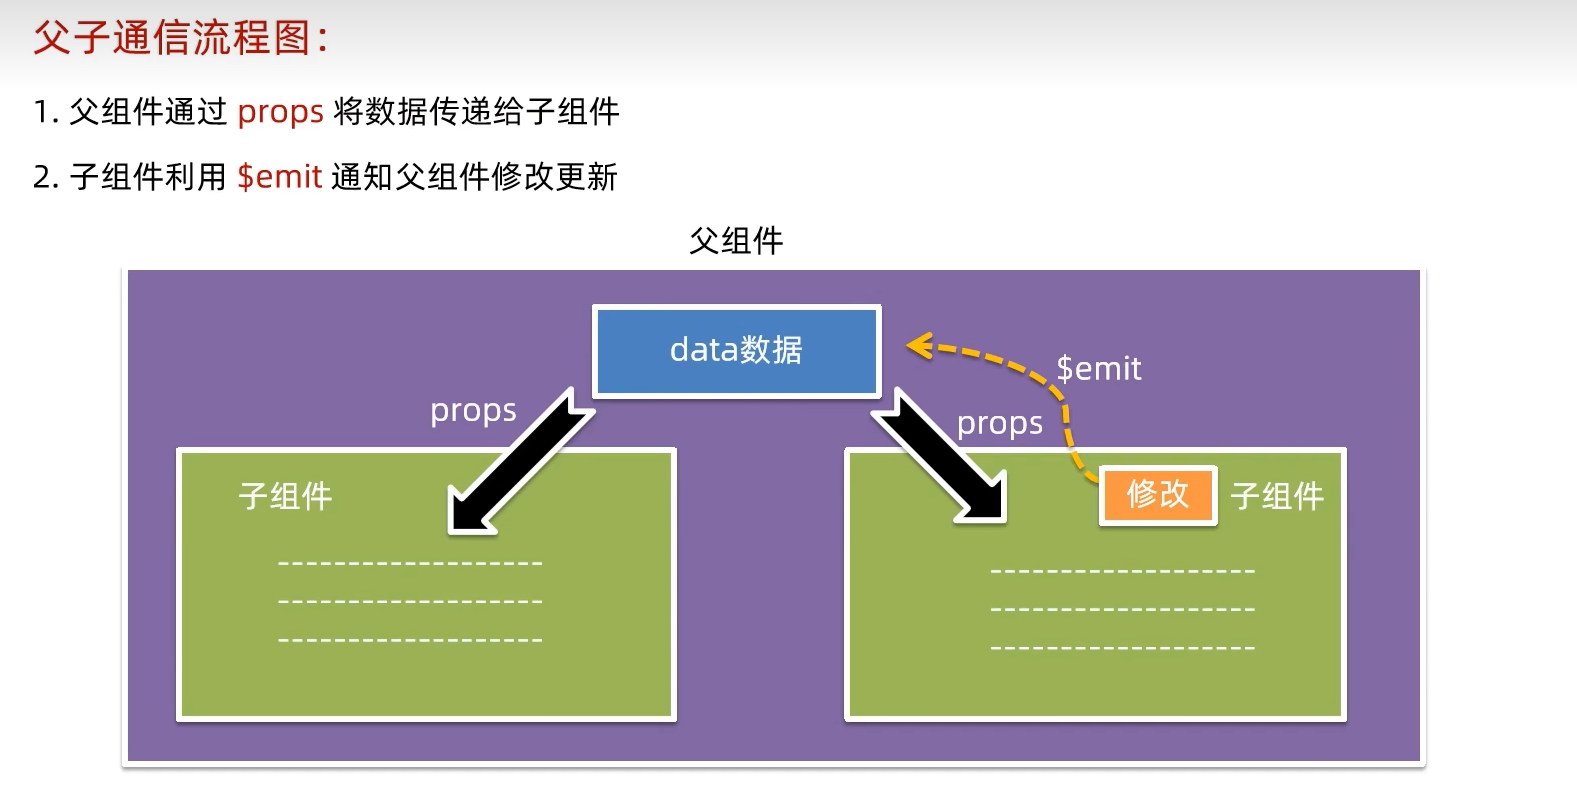 父子通信流程图：
1. 父组件通过 props 将数据传递给子组件
2. 子组件利用 $emit 通知父组件修改更新
父组件
data数据
$emit
props
props
子组件
修改
子组件